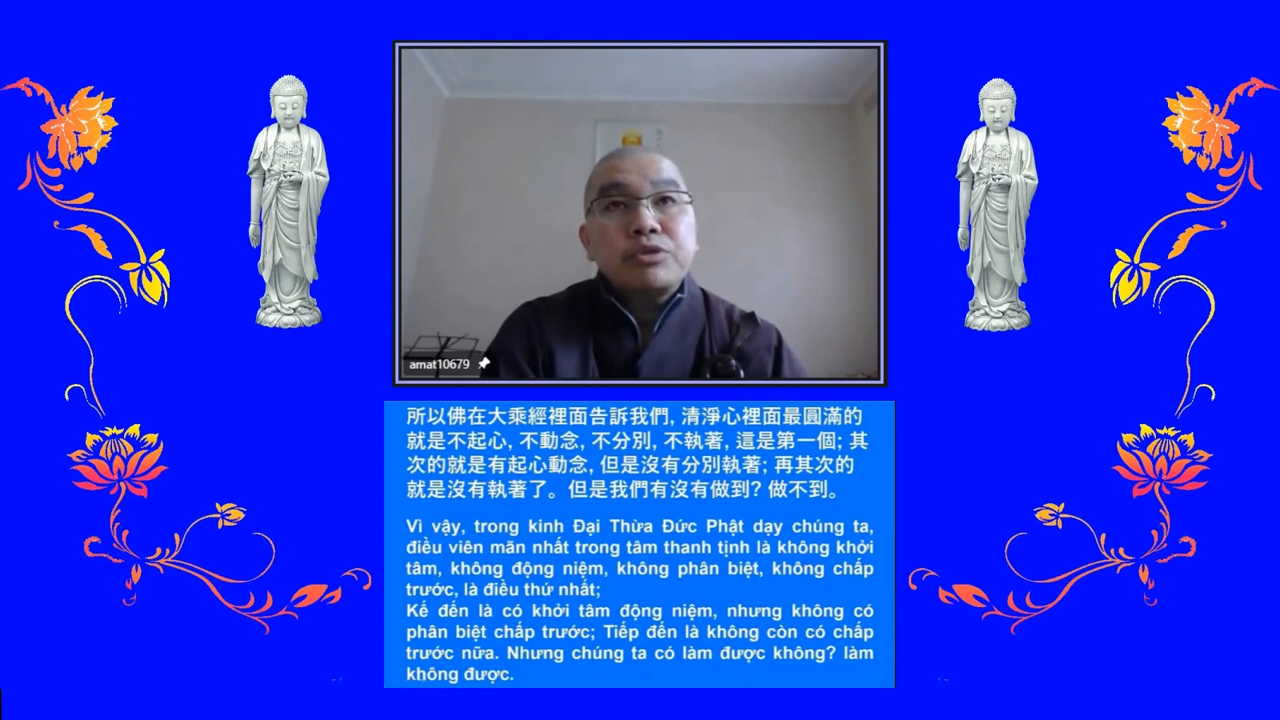 amat10679
所以佛在大乘經裡面告訴我們, 清淨心裡面最圓滿的
就是不起心, 不動念, 不分別, 不執著, 這是第一個; 其
次的就是有起心動念, 但是沒有分別執著; 再其次的
就是沒有執著了。但是我們有沒有做到? 做不到。
Vì vậy, trong kinh Đại Thừa Đức Phật dạy chúng ta,
điều viên mãn nhất trong tâm thanh tịnh là không khởi
tâm, không động niệm, không phân biệt, không chấp
trước, là điều thứ nhất;
Kế đến là có khởi tâm động niệm, nhưng không có
phân biệt chấp trước; Tiếp đến là không còn có chấp
trước nữa. Nhưng chúng ta có làm được không? làm
không được.